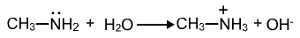 CH₃—N̈H₂ + H₂O ⟶ CH₃—N⁺H₃ + OH⁻